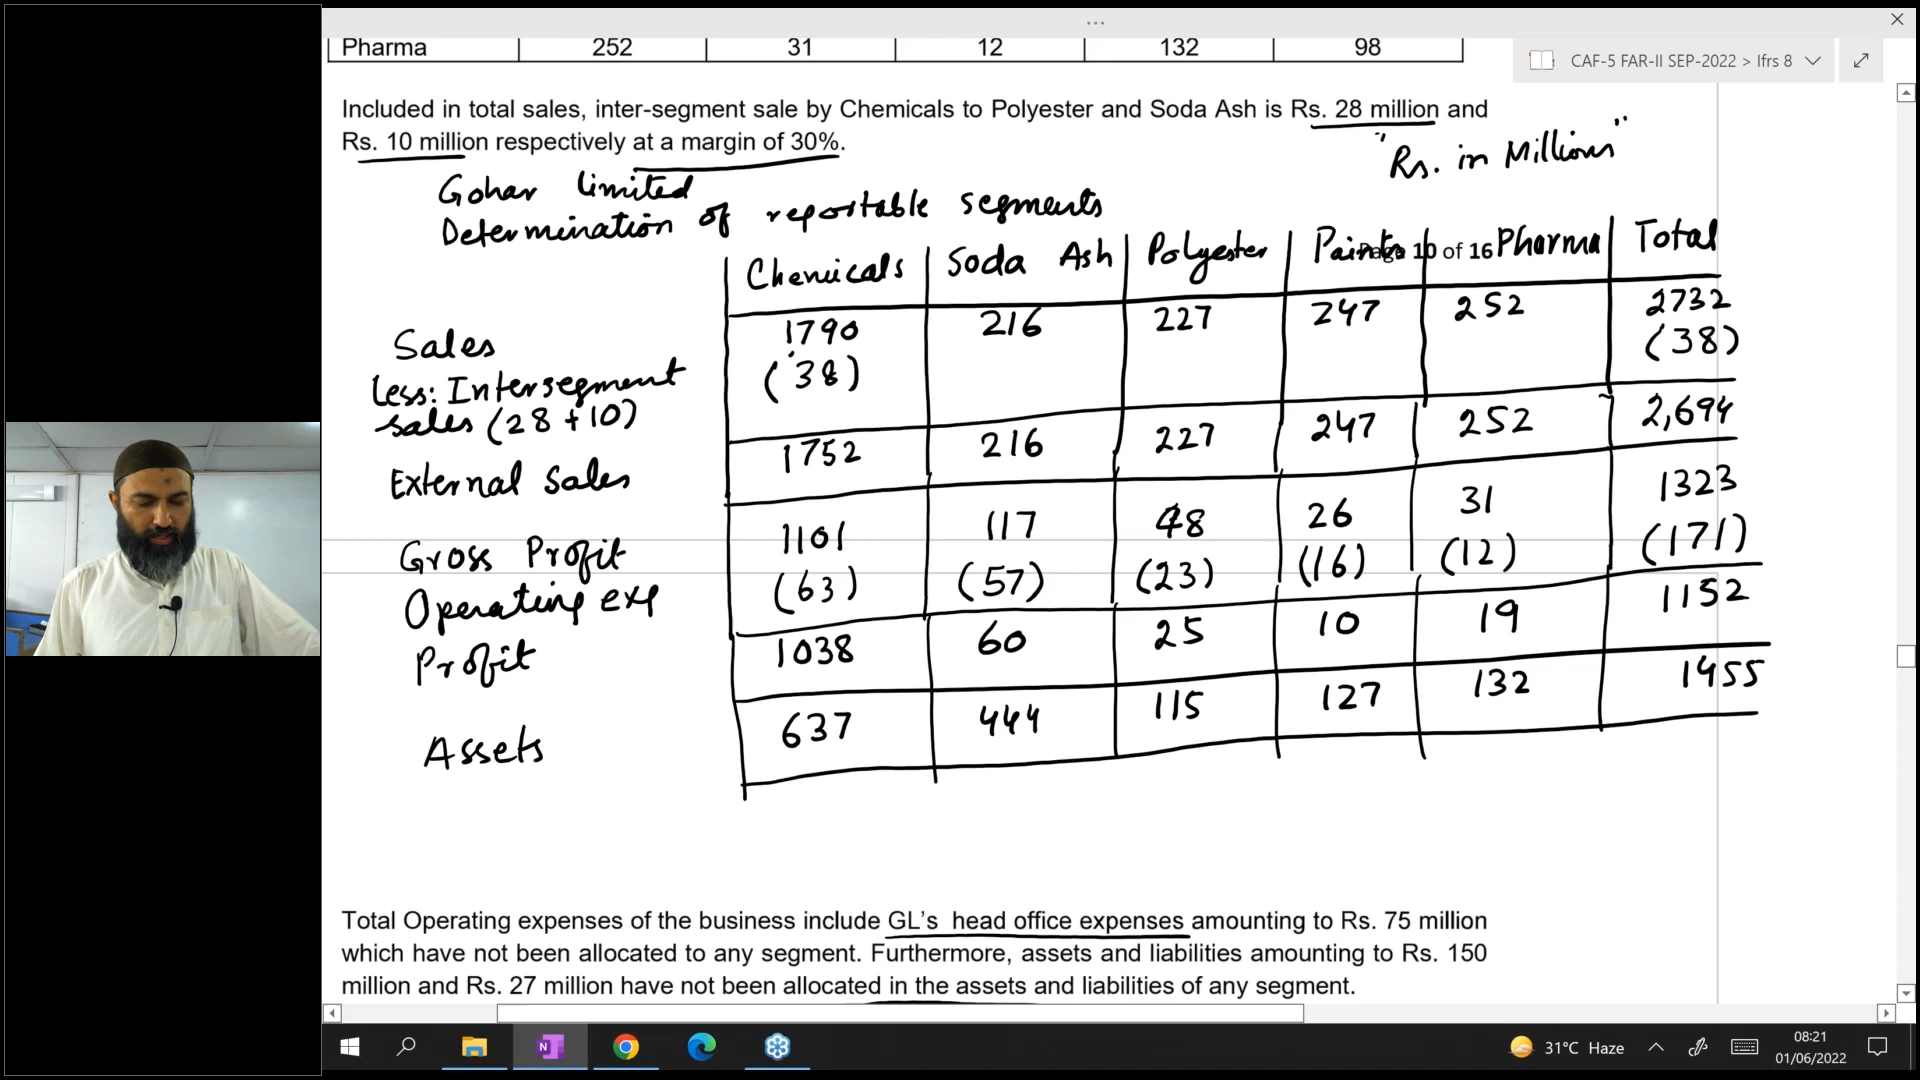 CAF-5 FAR-II SEP-2022 > Ifrs 8
Pharma 252 31 12 132 98
Included in total sales, inter-segment sale by Chemicals to Polyester and Soda Ash is Rs. 28 million and
Rs. 10 million respectively at a margin of 30%.
"Rs. in Millions"
Gohar limited
Determination of reportable segments
Page 10 of 16
Chemicals Soda Ash Polyester Paints Pharma Total
Sales 1790 216 227 247 252 2732
Less: Intersegment (38) (38)
sales (28+10)
External Sales 1752 216 227 247 252 2,694
Gross Profit 1101 117 48 26 31 1323
Operating exp (63) (57) (23) (16) (12) (171)
Profit 1038 60 25 10 19 1152
Assets 637 444 115 127 132 1455
Total Operating expenses of the business include GL's head office expenses amounting to Rs. 75 million
which have not been allocated to any segment. Furthermore, assets and liabilities amounting to Rs. 150
million and Rs. 27 million have not been allocated in the assets and liabilities of any segment.
31°C Haze
08:21
01/06/2022